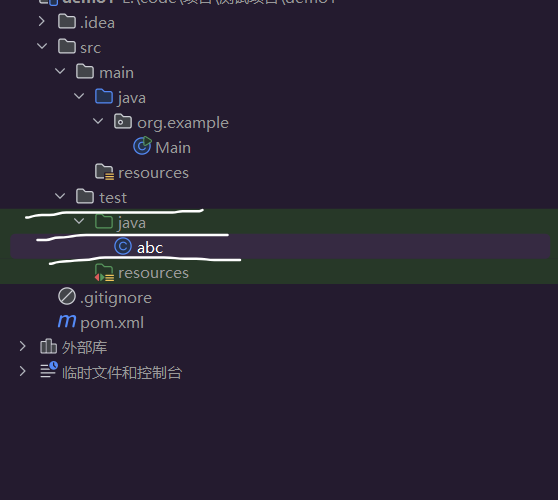 .idea
src
main
java
org.example
Main
resources
test
java
abc
resources
.gitignore
pom.xml
外部库
临时文件和控制台